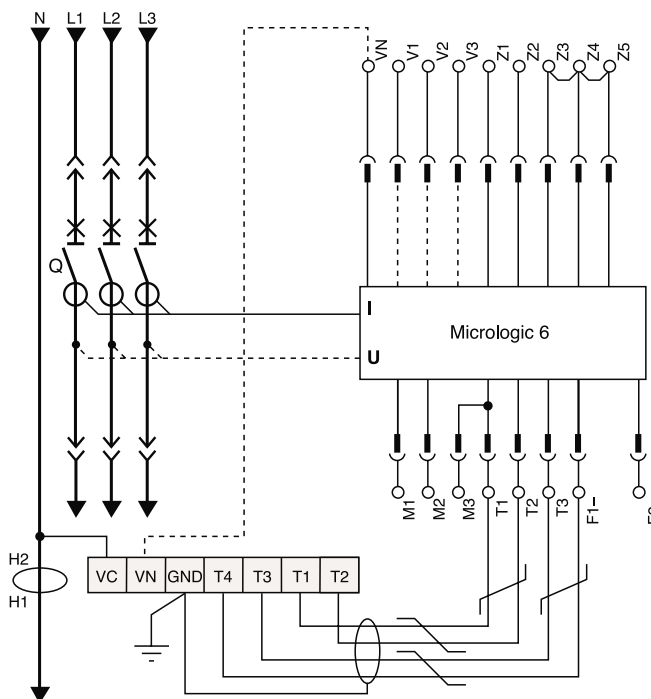 N L1 L2 L3
VN V1 V2 V3 Z1 Z2 Z3 Z4 Z5
Q
I
Micrologic 6
U
M1 M2 M3 T1 T2 T3 F1–
H2
H1
VC VN GND T4 T3 T1 T2